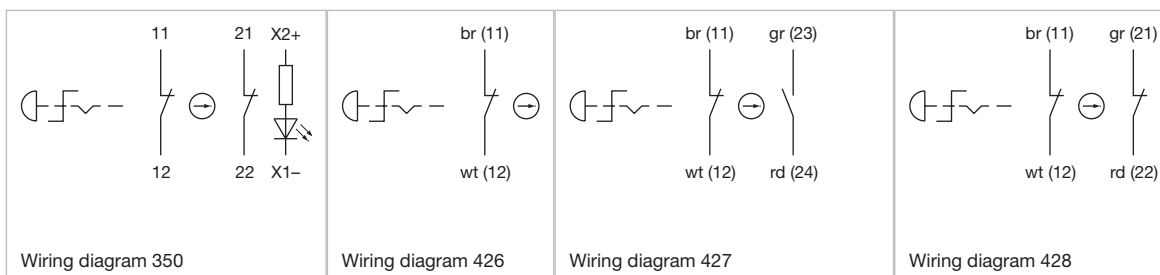 11 21 X2+
12 22 X1–
Wiring diagram 350
br (11)
wt (12)
Wiring diagram 426
br (11) gr (23)
wt (12) rd (24)
Wiring diagram 427
br (11) gr (21)
wt (12) rd (22)
Wiring diagram 428